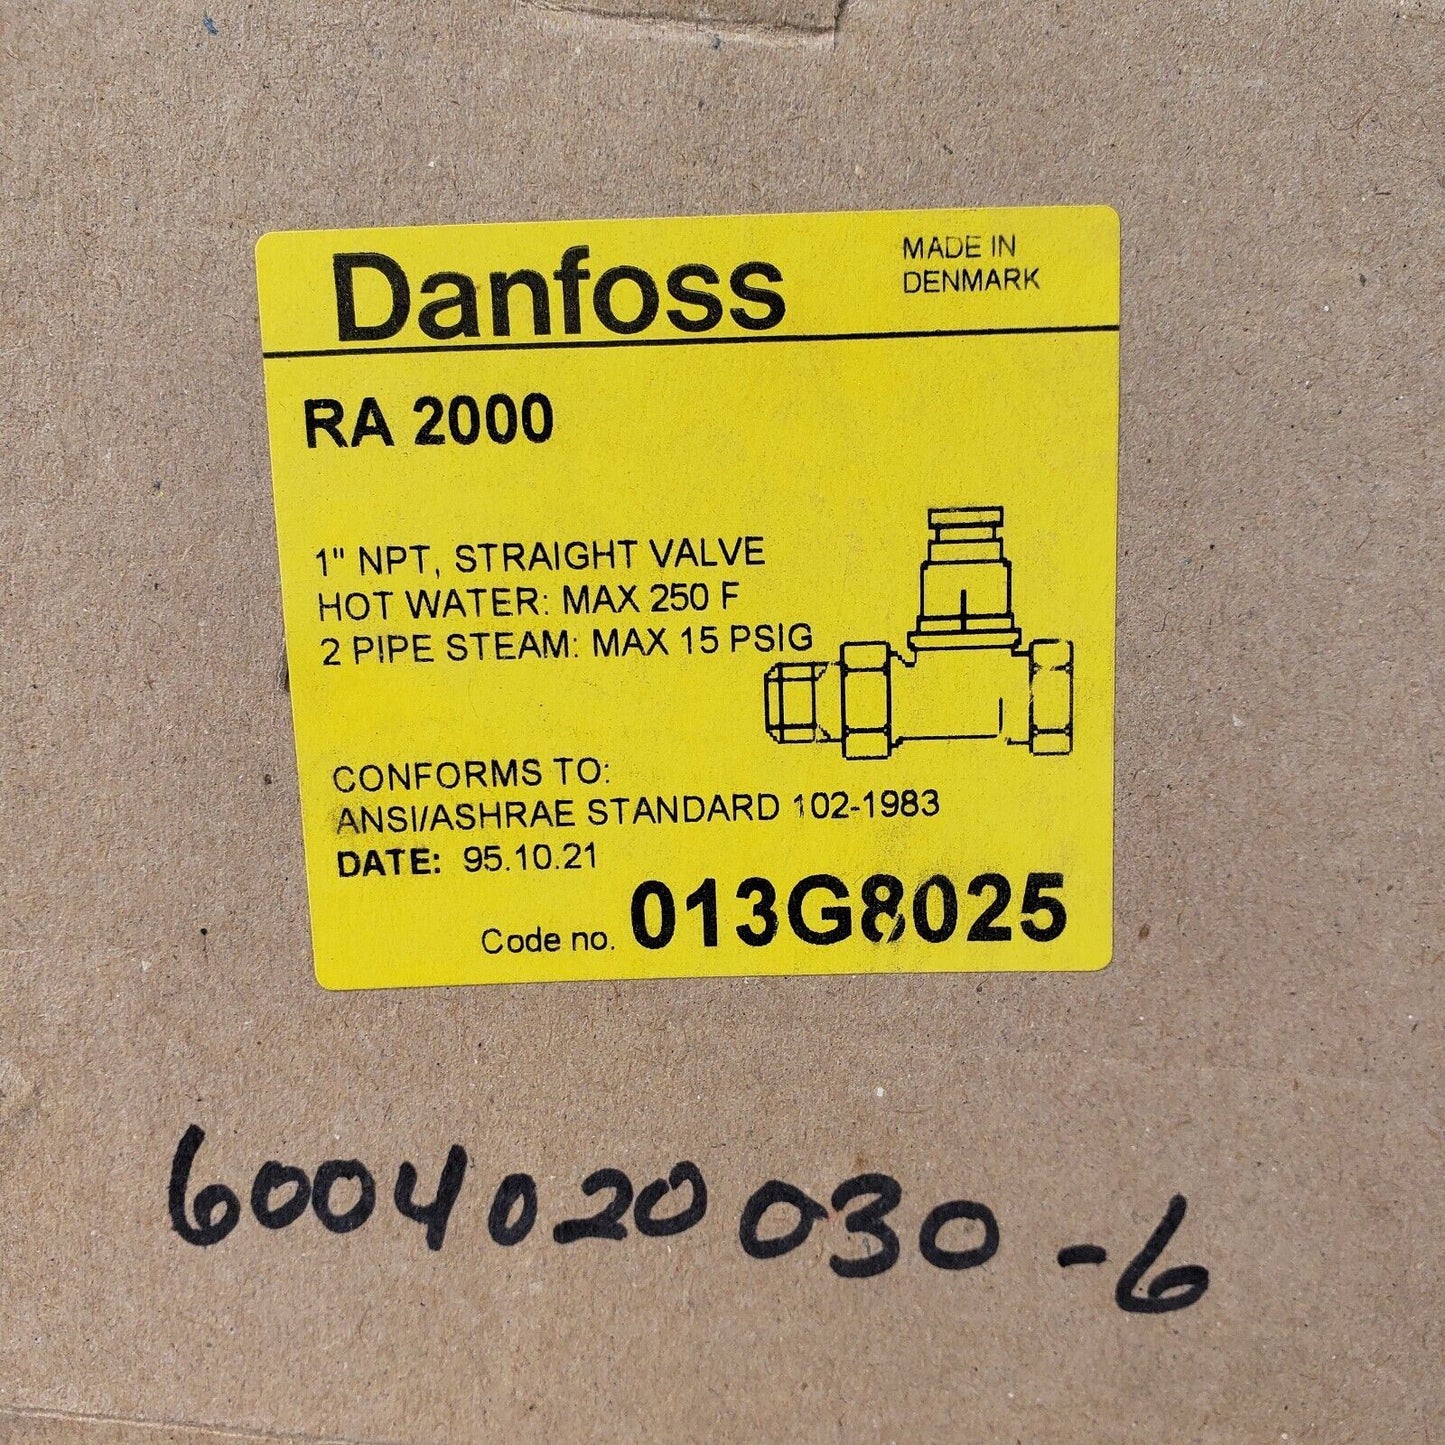 Danfoss
MADE IN
DENMARK
RA 2000
1" NPT, STRAIGHT VALVE
HOT WATER: MAX 250 F
2 PIPE STEAM: MAX 15 PSIG
CONFORMS TO:
ANSI/ASHRAE STANDARD 102-1983
DATE: 95.10.21
Code no. 013G8025
6004020030-6